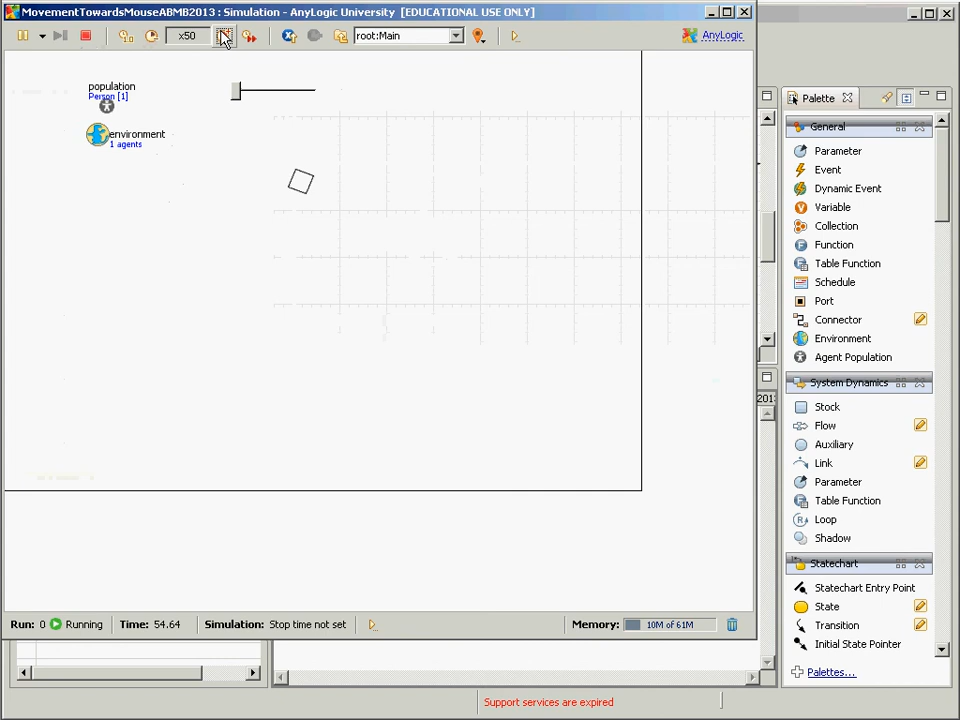 MovementTowardsMouseABMB2013 : Simulation - AnyLogic University [EDUCATIONAL USE ONLY]
x50
root:Main
AnyLogic
population
Person [1]
environment
1 agents
Run: 0
Running
Time: 54.64
Simulation: Stop time not set
Memory:
10M of 61M
Support services are expired
201
Palette
General
Parameter
Event
Dynamic Event
Variable
Collection
Function
Table Function
Schedule
Port
Connector
Environment
Agent Population
System Dynamics
Stock
Flow
Auxiliary
Link
Parameter
Table Function
Loop
Shadow
Statechart
Statechart Entry Point
State
Transition
Initial State Pointer
Palettes...